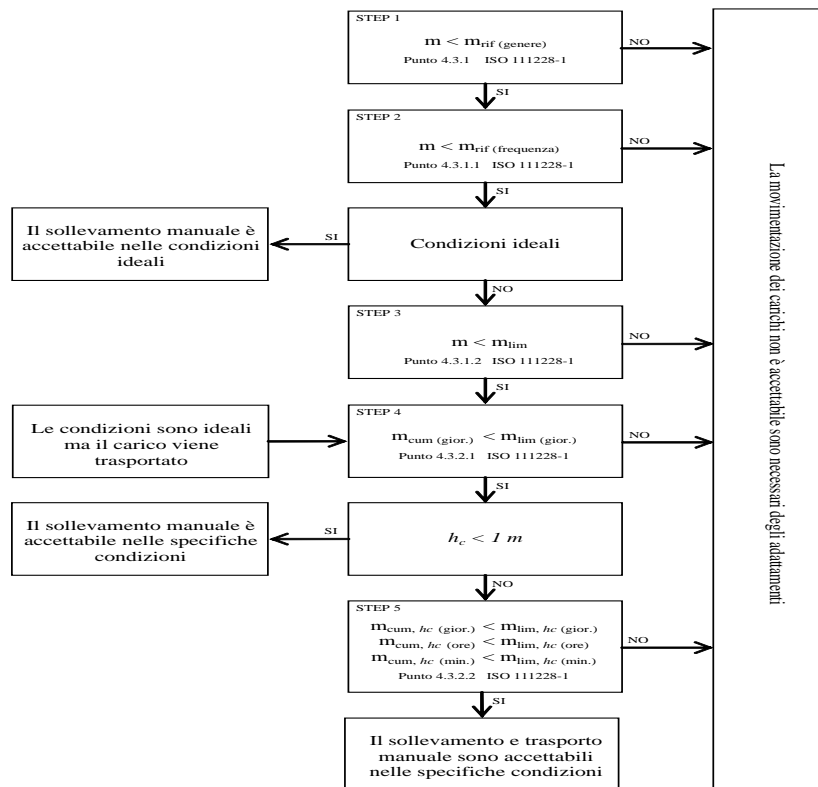 STEP 1
m < mrif (genere)
Punto 4.3.1 ISO 111228-1
NO
SI
STEP 2
m < mrif (frequenza)
Punto 4.3.1.1 ISO 111228-1
NO
SI
Condizioni ideali
SI
Il sollevamento manuale è
accettabile nelle condizioni
ideali
NO
STEP 3
m < mlim
Punto 4.3.1.2 ISO 111228-1
NO
SI
Le condizioni sono ideali
ma il carico viene
trasportato
STEP 4
mcum (gior.) < mlim (gior.)
Punto 4.3.2.1 ISO 111228-1
NO
SI
hc < 1 m
SI
Il sollevamento manuale è
accettabile nelle specifiche
condizioni
NO
STEP 5
mcum, hc (gior.) < mlim, hc (gior.)
mcum, hc (ore) < mlim, hc (ore)
mcum, hc (min.) < mlim, hc (min.)
Punto 4.3.2.2 ISO 111228-1
NO
SI
Il sollevamento e trasporto
manuale sono accettabili
nelle specifiche condizioni
La movimentazione dei carichi non è accettabile sono necessari degli adattamenti